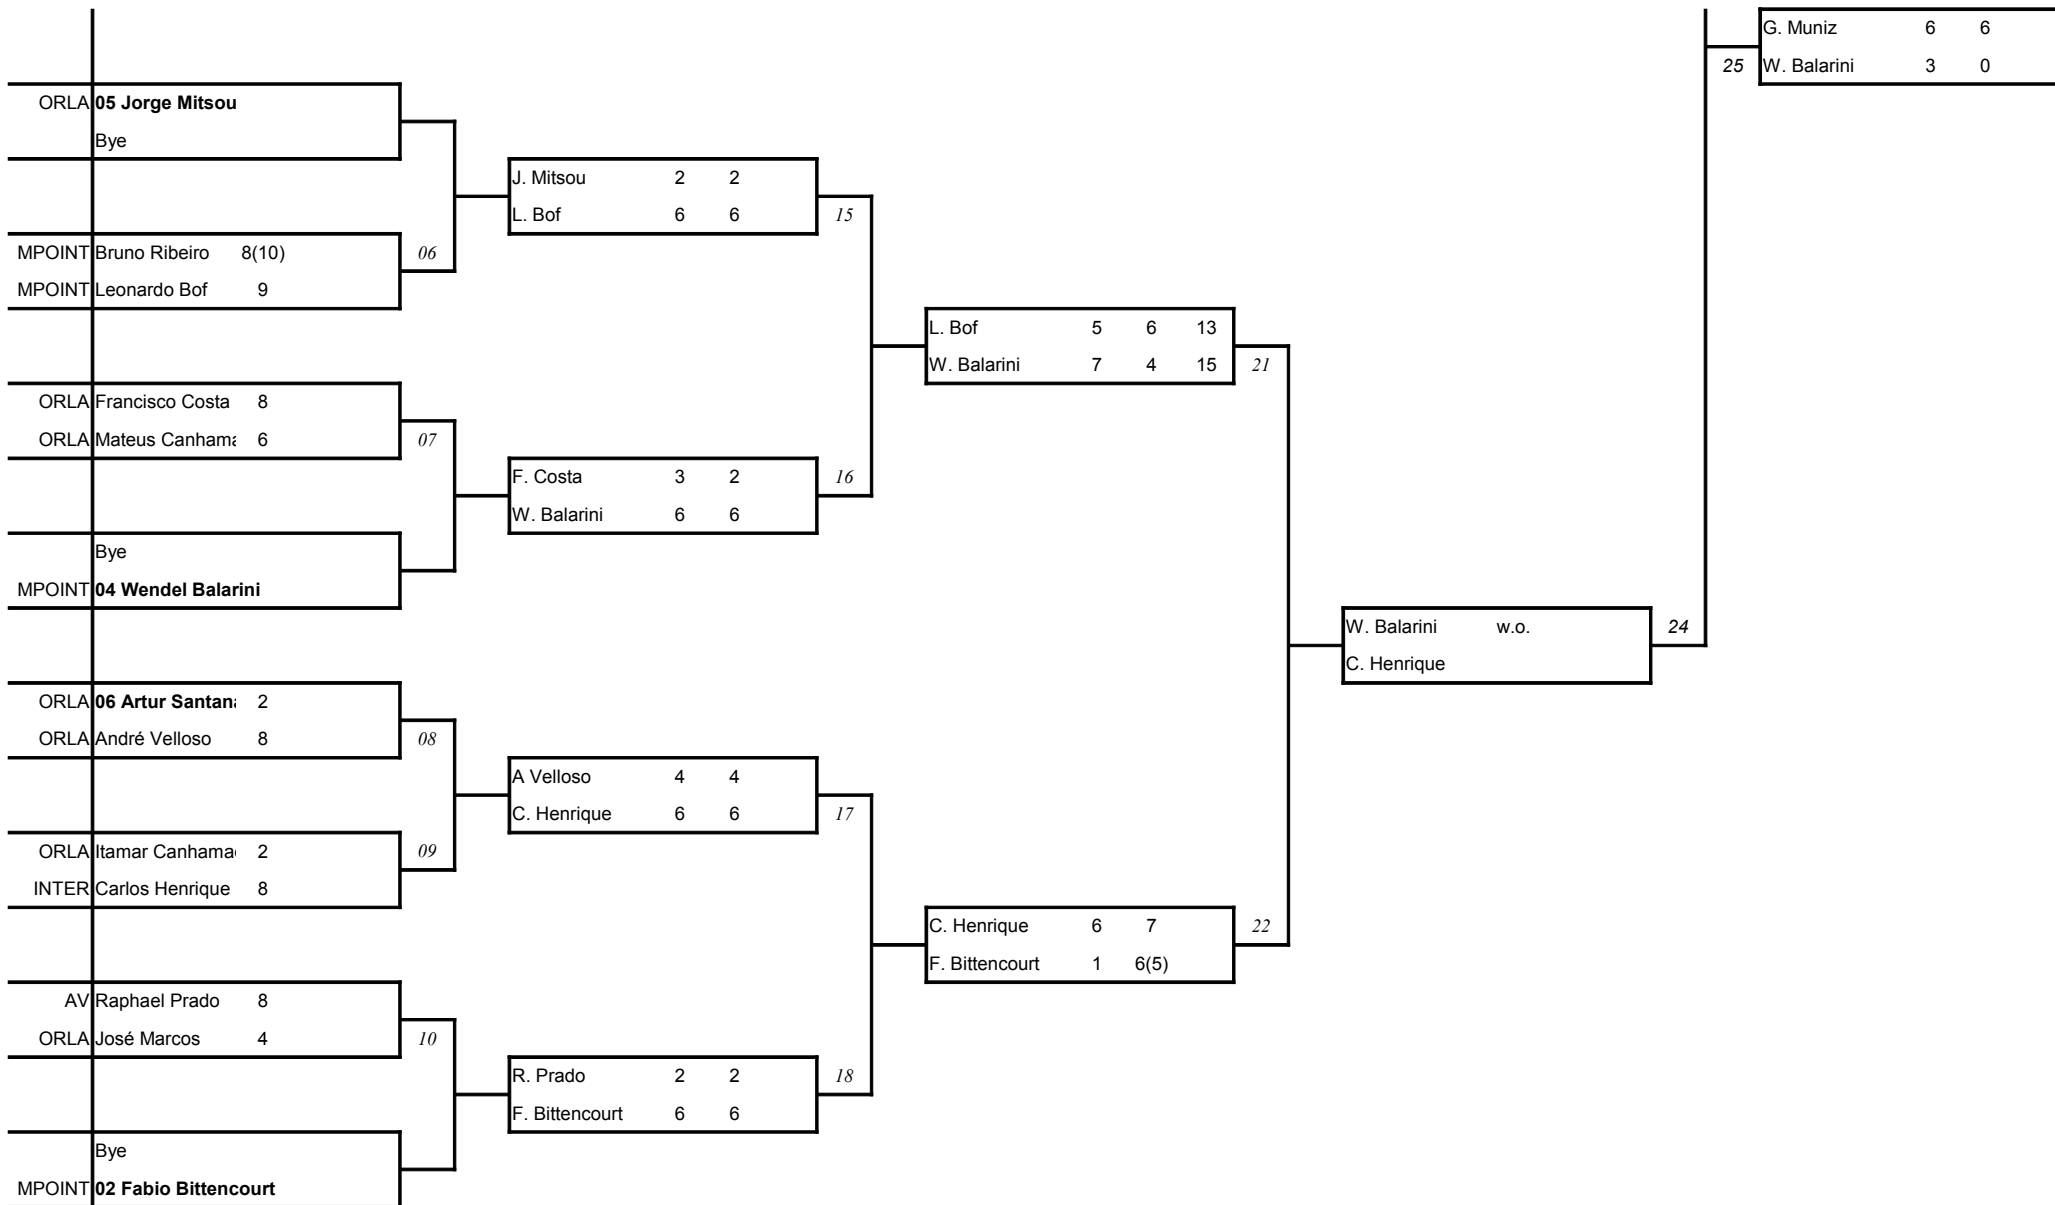 G. Muniz 6 6
25 W. Balarini 3 0
ORLA 05 Jorge Mitsou
Bye
J. Mitsou 2 2
L. Bof 6 6 15
MPOINT Bruno Ribeiro 8(10) 06
MPOINT Leonardo Bof 9
L. Bof 5 6 13
W. Balarini 7 4 15 21
ORLA Francisco Costa 8
ORLA Mateus Canhama 6 07
F. Costa 3 2 16
W. Balarini 6 6
Bye
MPOINT 04 Wendel Balarini
W. Balarini w.o. 24
C. Henrique
ORLA 06 Artur Santana 2
ORLA André Velloso 8 08
A Velloso 4 4
C. Henrique 6 6 17
ORLA Itamar Canhama 2 09
INTER Carlos Henrique 8
C. Henrique 6 7 22
F. Bittencourt 1 6(5)
AV Raphael Prado 8
ORLA José Marcos 4 10
R. Prado 2 2 18
F. Bittencourt 6 6
Bye
MPOINT 02 Fabio Bittencourt